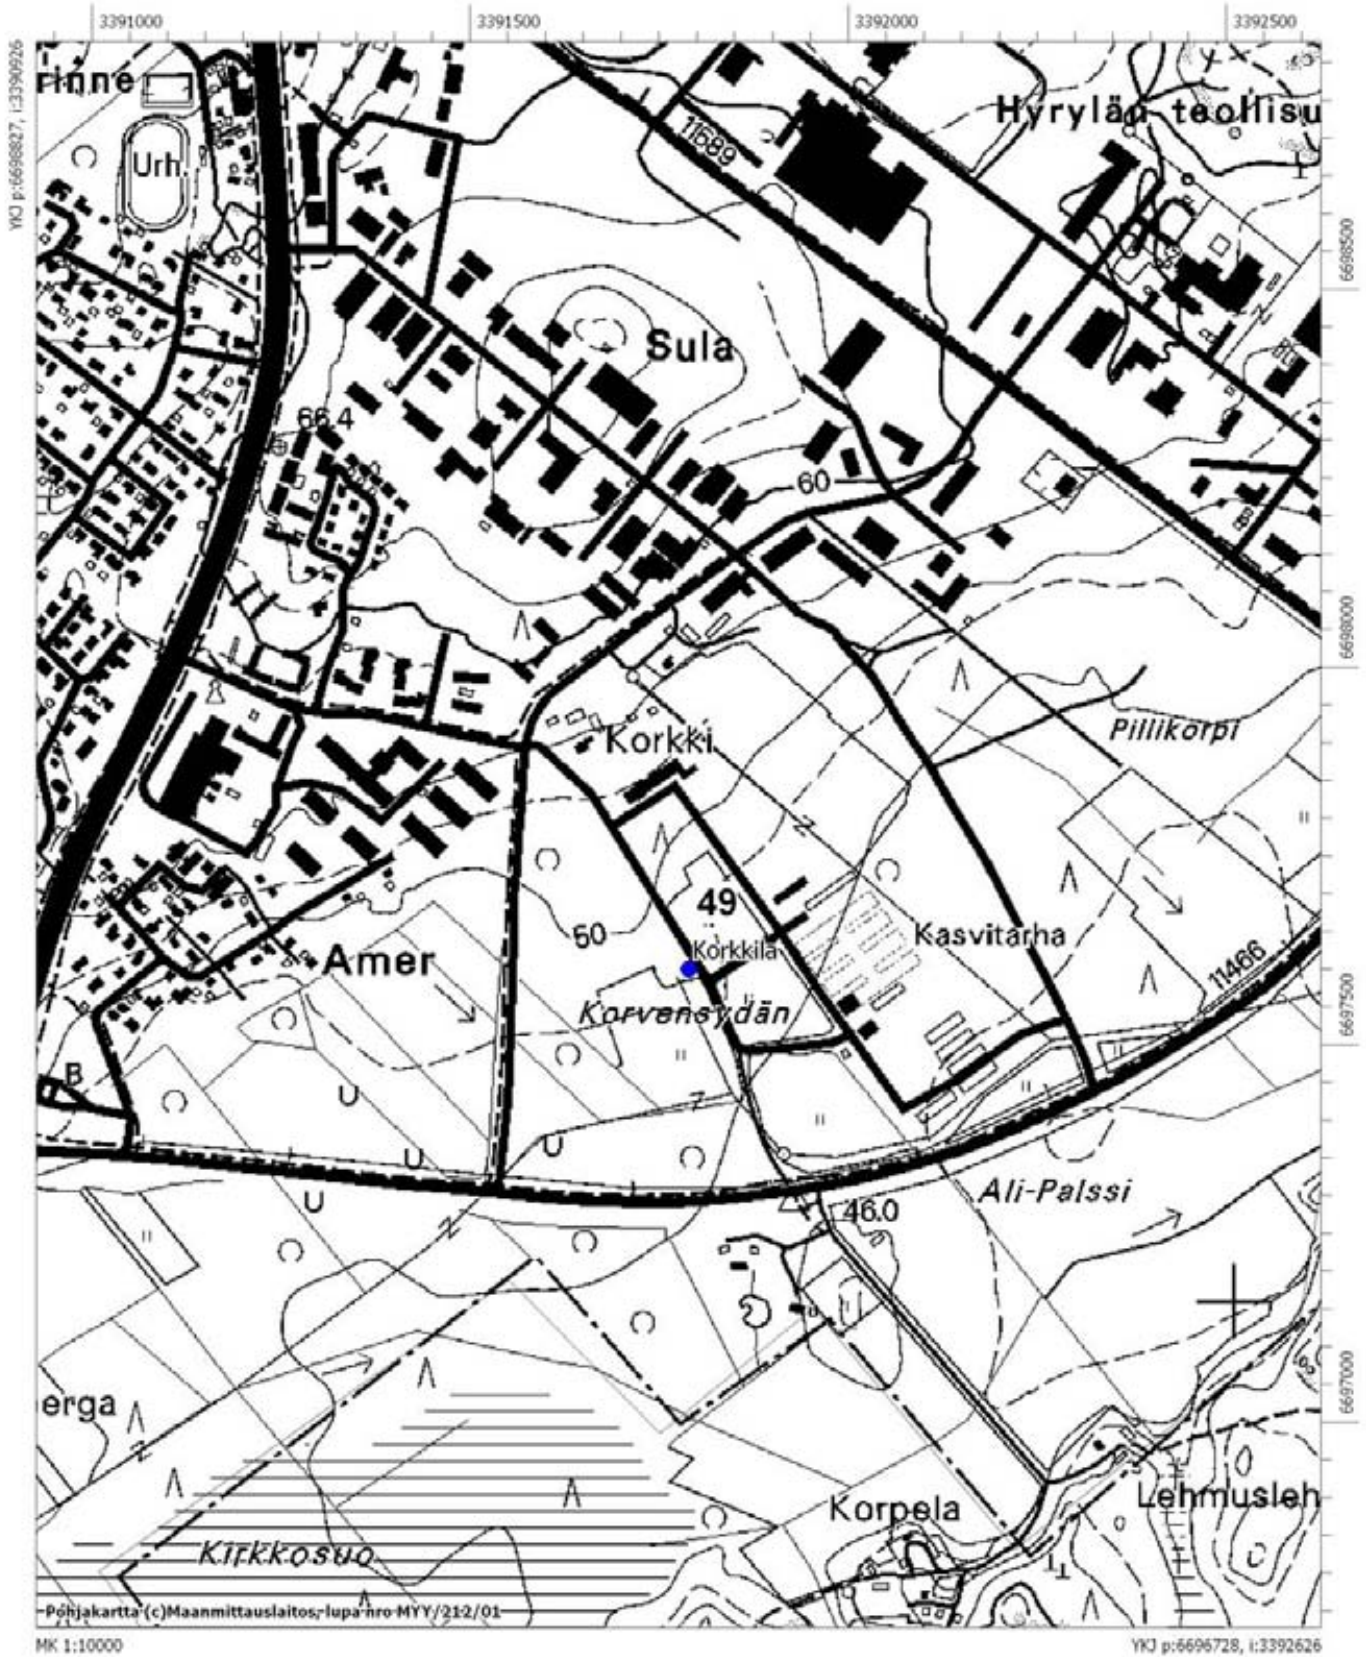 3391000
3391500
3392000
3392500
YKJ p:6698827, i:3390926
rinne
Hyrylän teollisu
Urh.
11689
6698500
Sula
66.4
60
6698000
Korkki
Pillikorpi
49
50
Kasvitarha
Amer
Korkkila
11466
Korvensydän
6697500
B
Ali-Palssi
46.0
erga
6697000
Korpela
Lehmusleh
Kirkkosuo
Pohjakartta (c)Maanmittauslaitos, lupa nro MYY/212/01
MK 1:10000
YKJ p:6696728, i:3392626